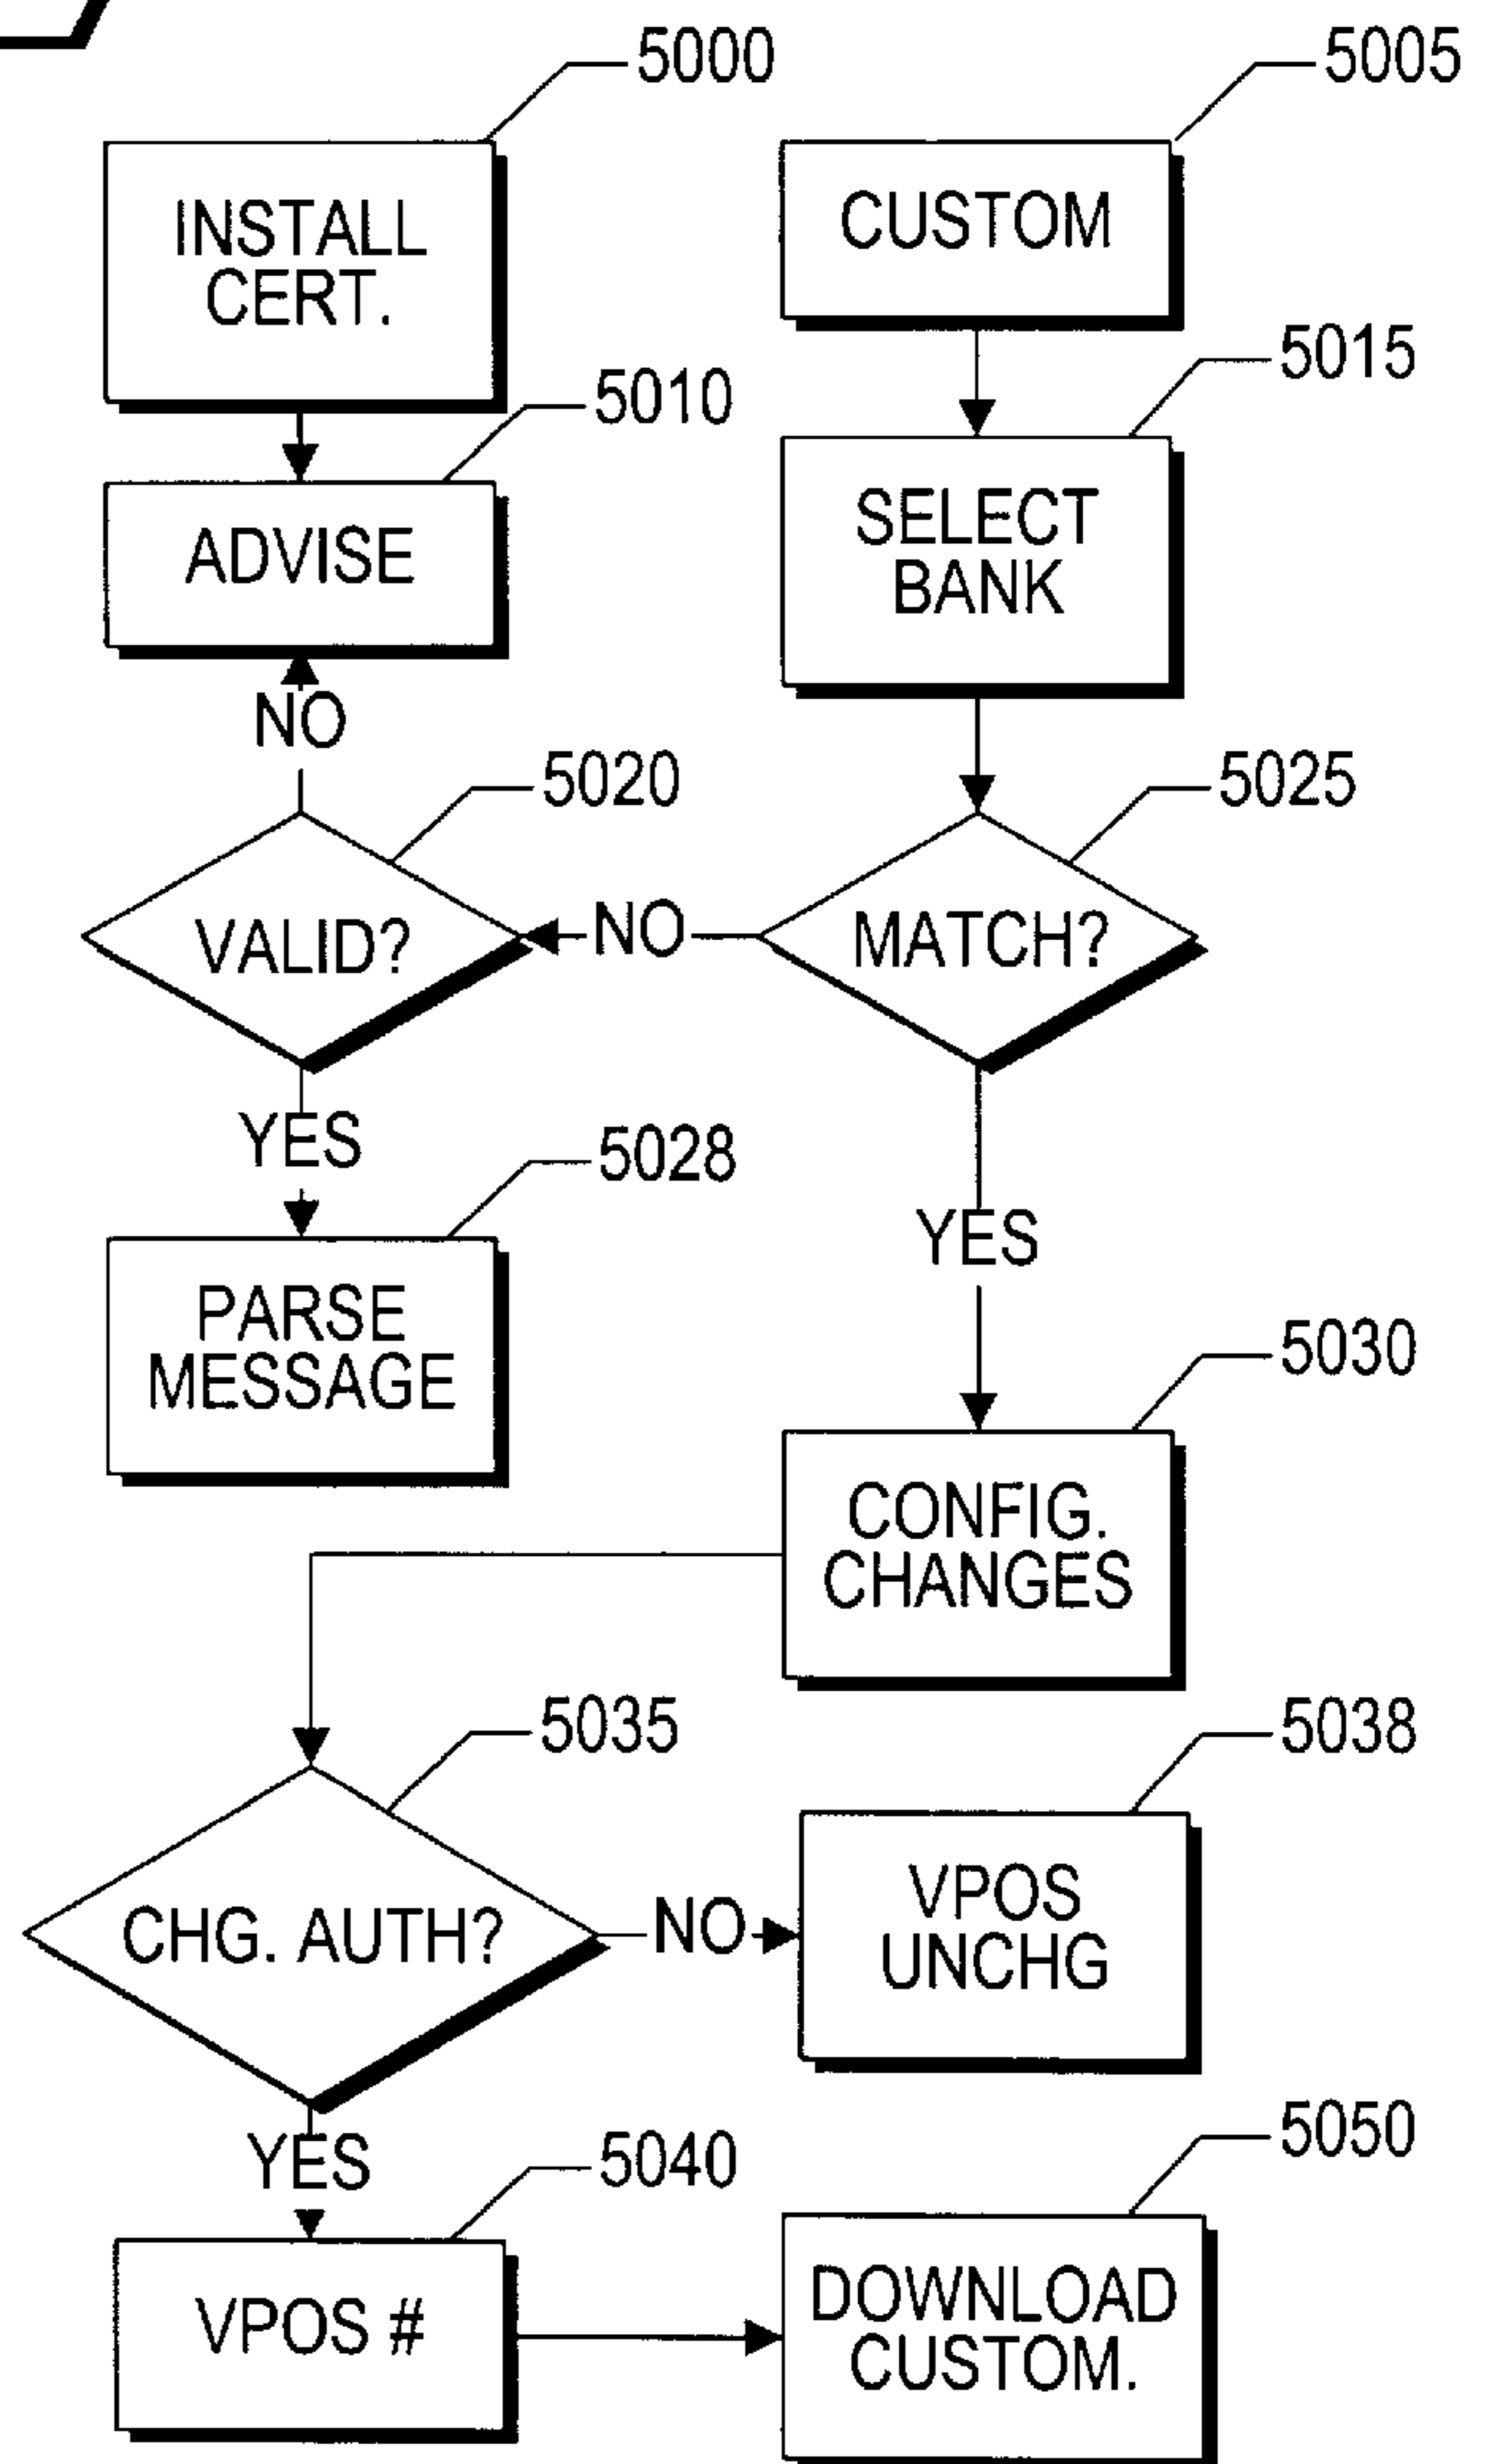 5000
5005
INSTALL
CERT.
CUSTOM
5010
5015
ADVISE
SELECT
BANK
NO
5020
5025
VALID?
NO
MATCH?
YES
5028
YES
PARSE
MESSAGE
5030
CONFIG.
CHANGES
5035
5038
CHG. AUTH?
NO
VPOS
UNCHG
YES
5040
5050
VPOS #
DOWNLOAD
CUSTOM.